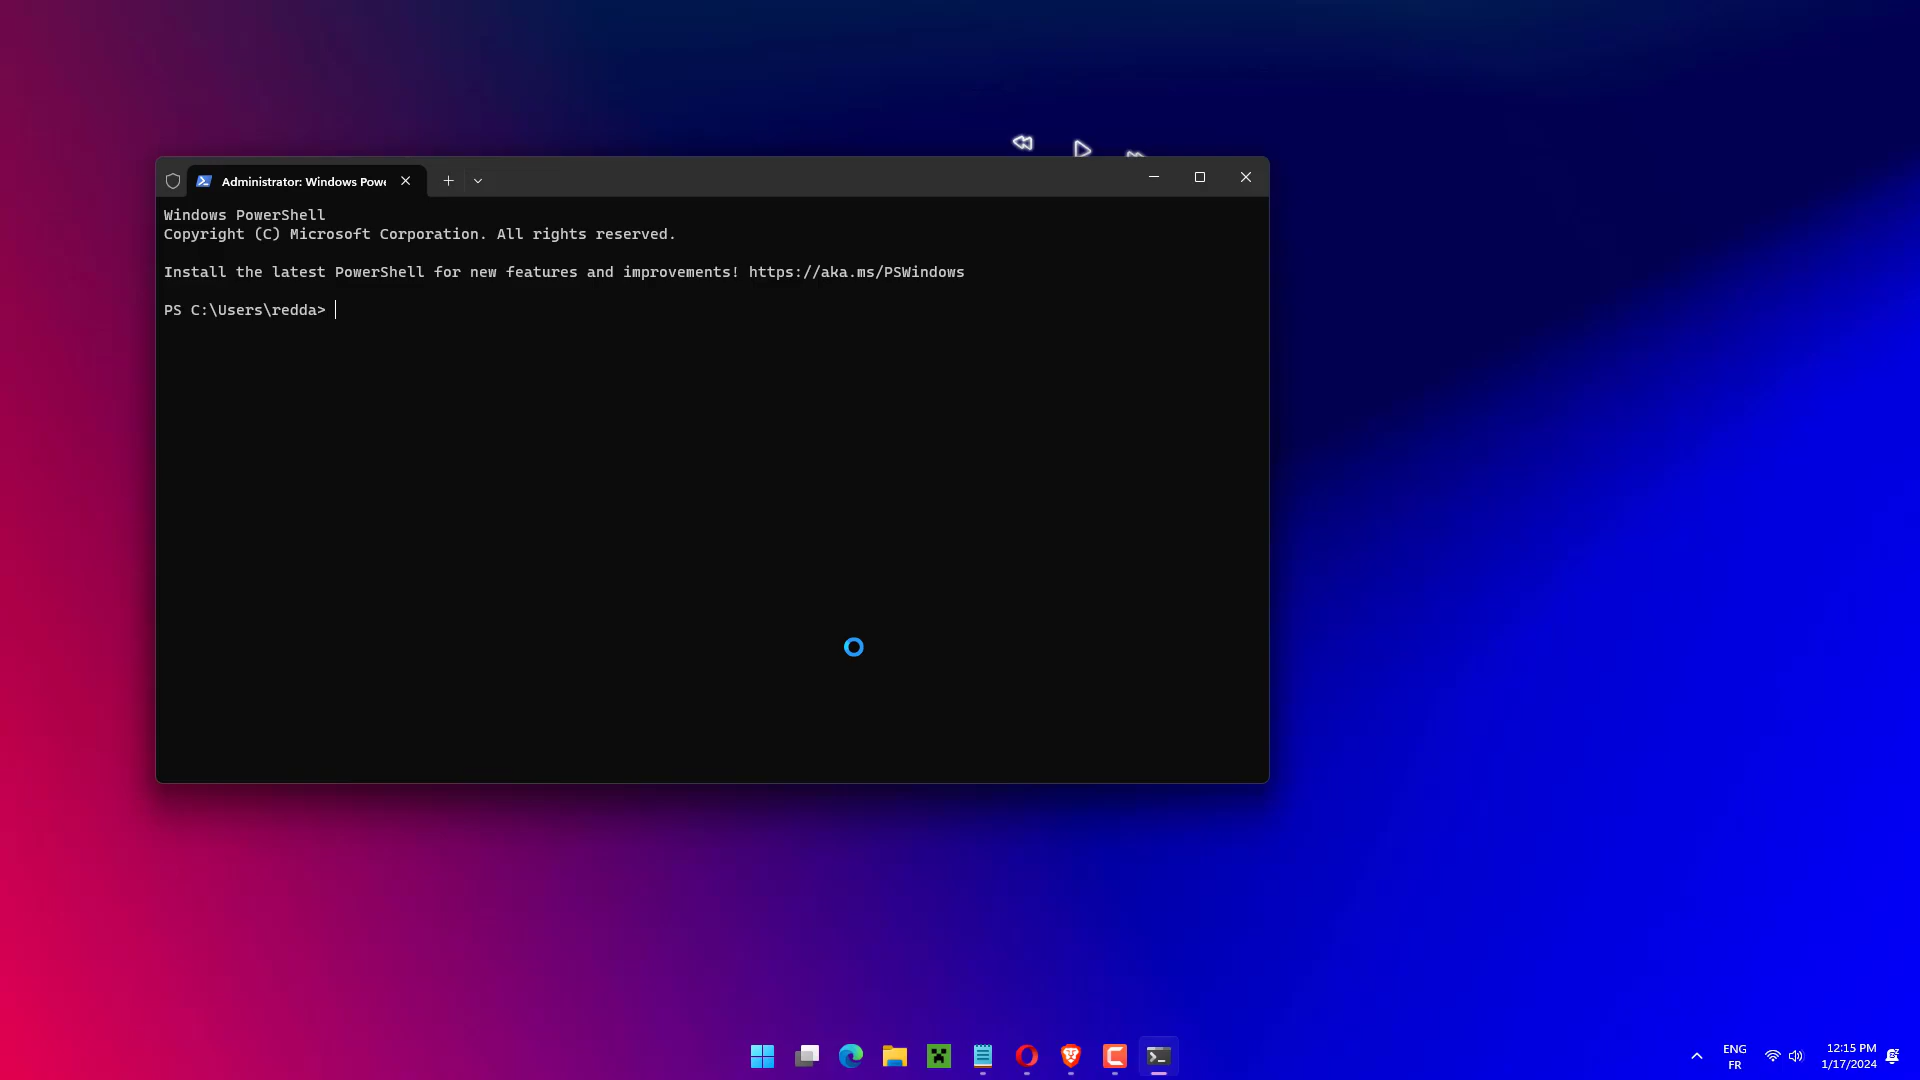 Administrator: Windows Powe
Windows PowerShell
Copyright (C) Microsoft Corporation. All rights reserved.
Install the latest PowerShell for new features and improvements! https://aka.ms/PSWindows
PS C:\Users\redda>
ENG
FR
12:15 PM
1/17/2024